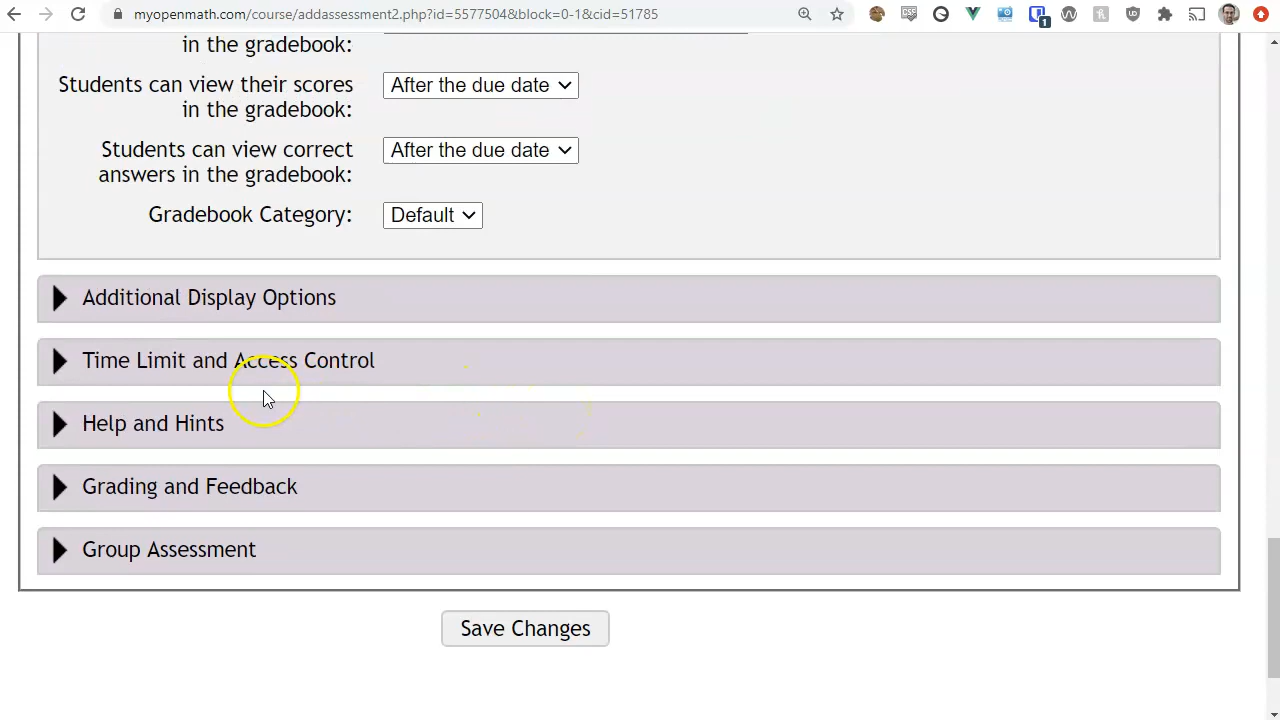 myopenmath.com/course/addassessment2.php?id=5577504&block=0-1&cid=51785
1
in the gradebook:
Students can view their scores
in the gradebook:
After the due date
Students can view correct
answers in the gradebook:
After the due date
Gradebook Category:
Default
Additional Display Options
Time Limit and Access Control
Help and Hints
Grading and Feedback
Group Assessment
Save Changes